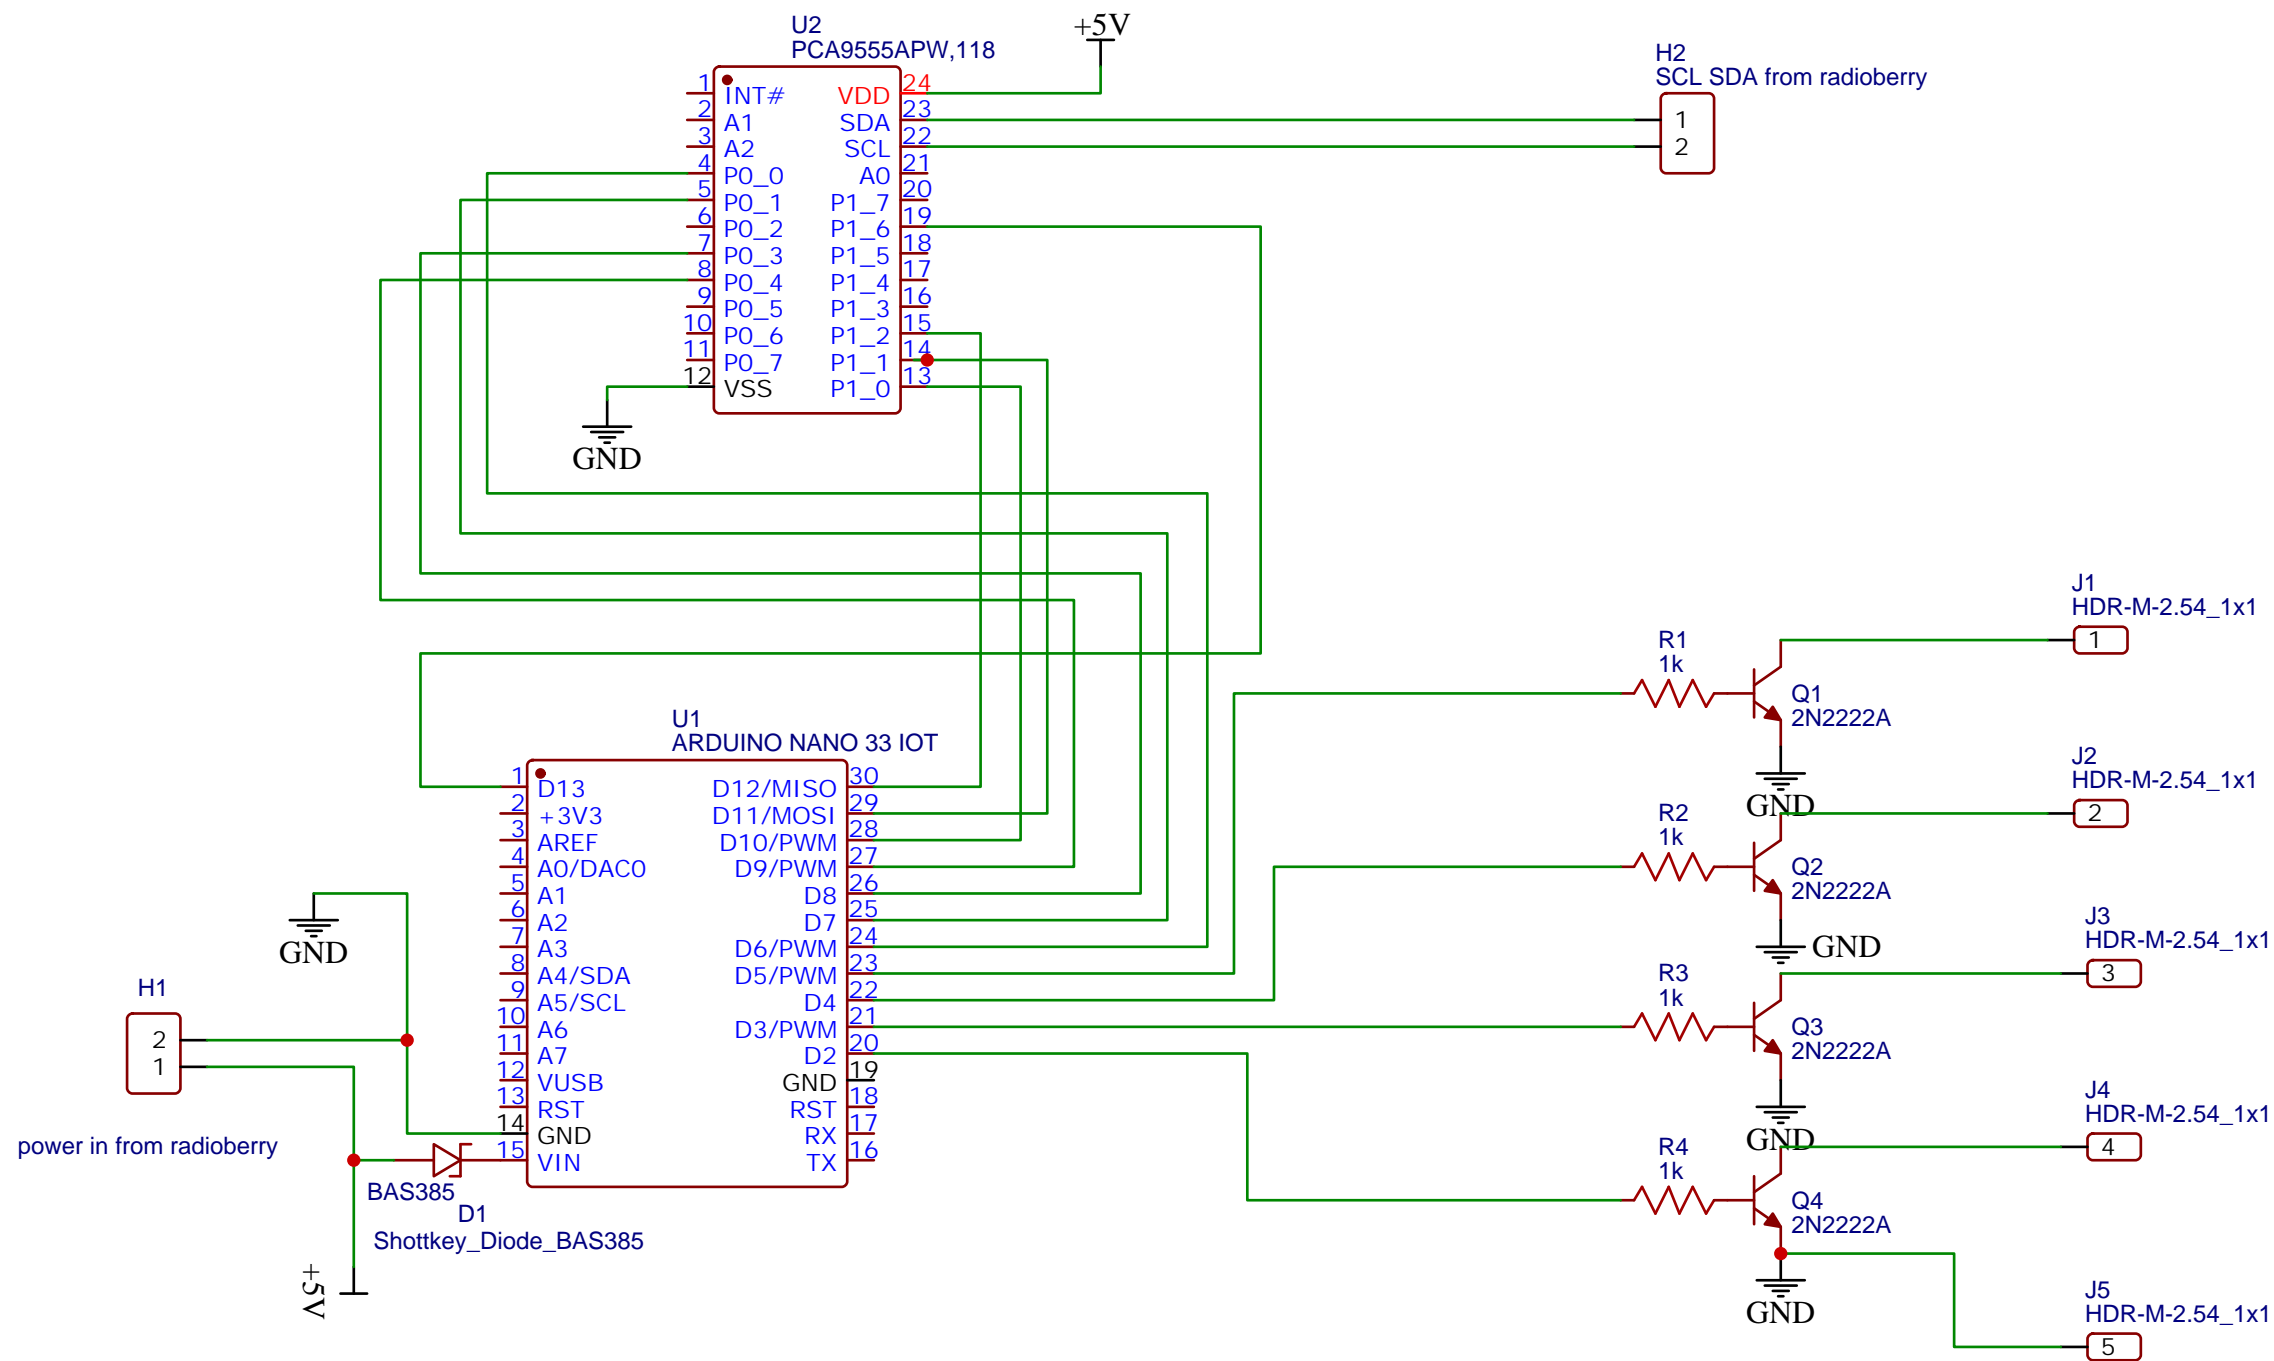 U2
PCA9555APW,118
+5V
H2
SCL SDA from radioberry
1 INT# VDD 24
2 A1 SDA 23 1
3 A2 SCL 22 2
4 P0_0 A0 21
5 P0_1 P1_7 20
6 P0_2 P1_6 19
7 P0_3 P1_5 18
8 P0_4 P1_4 17
9 P0_5 P1_3 16
10 P0_6 P1_2 15
11 P0_7 P1_1 14
12 VSS P1_0 13
GND
J1
HDR-M-2.54_1x1
1
R1
1k
Q1
2N2222A
GND
J2
HDR-M-2.54_1x1
2
R2
1k
Q2
2N2222A
GND
J3
HDR-M-2.54_1x1
3
R3
1k
Q3
2N2222A
GND
J4
HDR-M-2.54_1x1
4
R4
1k
Q4
2N2222A
GND
J5
HDR-M-2.54_1x1
5
U1
ARDUINO NANO 33 IOT
1 D13 D12/MISO 30
2 +3V3 D11/MOSI 29
3 AREF D10/PWM 28
4 A0/DAC0 D9/PWM 27
5 A1 D8 26
6 A2 D7 25
7 A3 D6/PWM 24
8 A4/SDA D5/PWM 23
9 A5/SCL D4 22
10 A6 D3/PWM 21
11 A7 D2 20
12 VUSB GND 19
13 RST RST 18
14 GND RX 17
15 VIN TX 16
GND
H1
2
1
power in from radioberry
BAS385
D1
Shottkey_Diode_BAS385
+5V